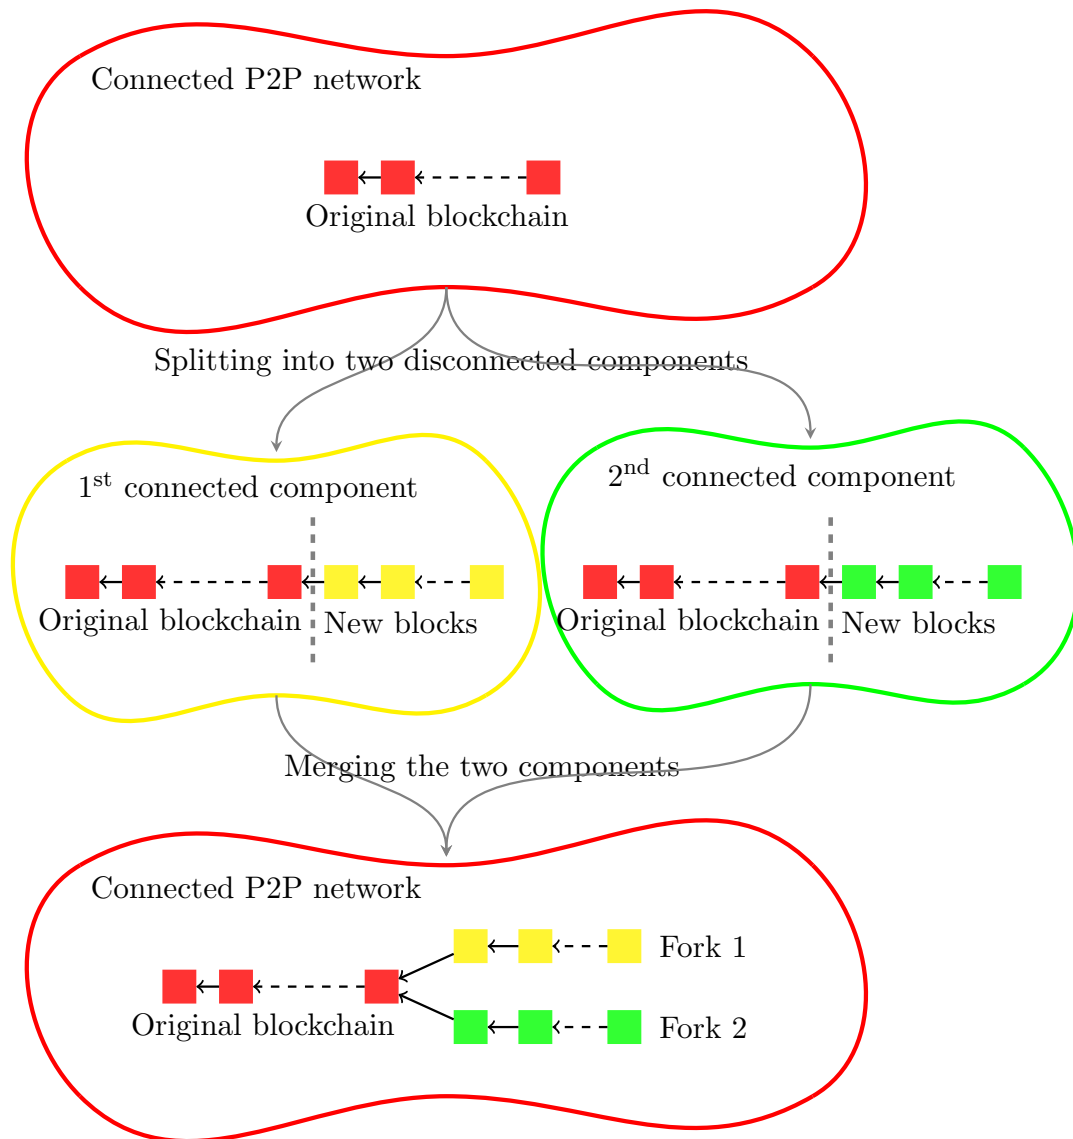 Connected P2P network
Original blockchain
Splitting into two disconnected components
1st connected component
2nd connected component
Original blockchain
New blocks
Original blockchain
New blocks
Merging the two components
Connected P2P network
Fork 1
Original blockchain
Fork 2